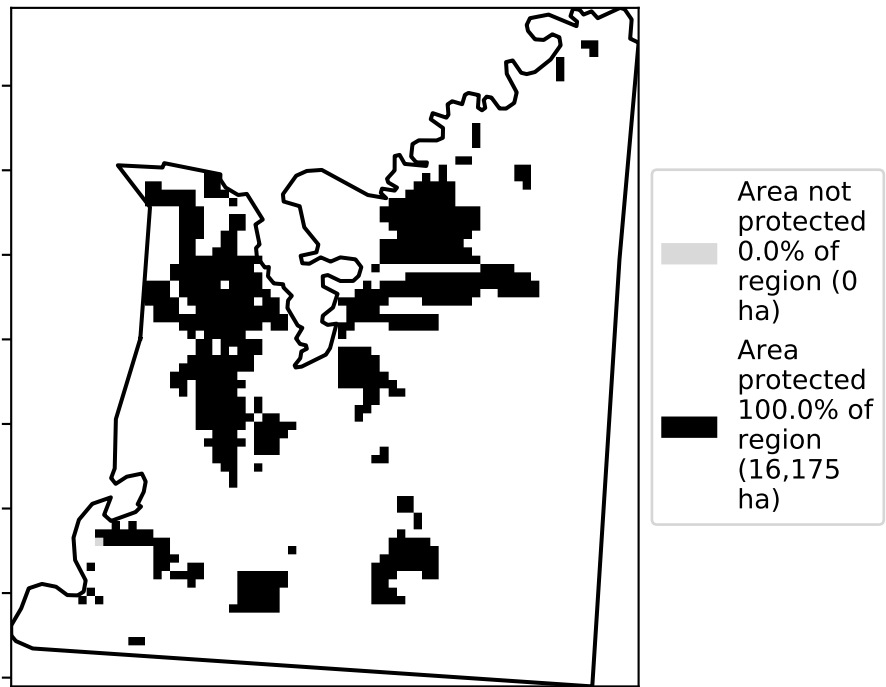 Area not
protected
0.0% of
region (0
ha)
Area
protected
100.0% of
region
(16,175
ha)